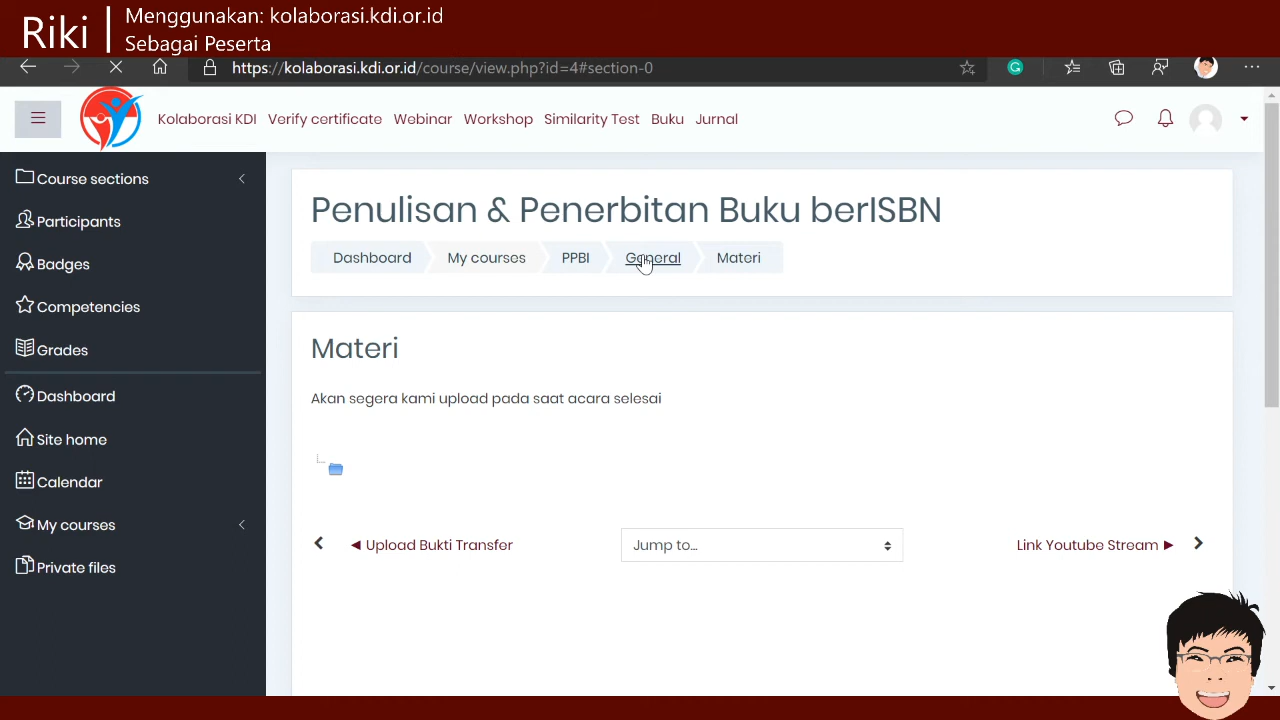 Riki
Menggunakan: kolaborasi.kdi.or.id
Sebagai Peserta
https://kolaborasi.kdi.or.id/course/view.php?id=4#section-0
Kolaborasi KDI Verify certificate Webinar Workshop Similarity Test Buku Jurnal
Course sections
Participants
Badges
Competencies
Grades
Dashboard
Site home
Calendar
My courses
Private files
Penulisan & Penerbitan Buku berISBN
Dashboard My courses PPBI General Materi
Materi
Akan segera kami upload pada saat acara selesai
◄ Upload Bukti Transfer Jump to... Link Youtube Stream ►